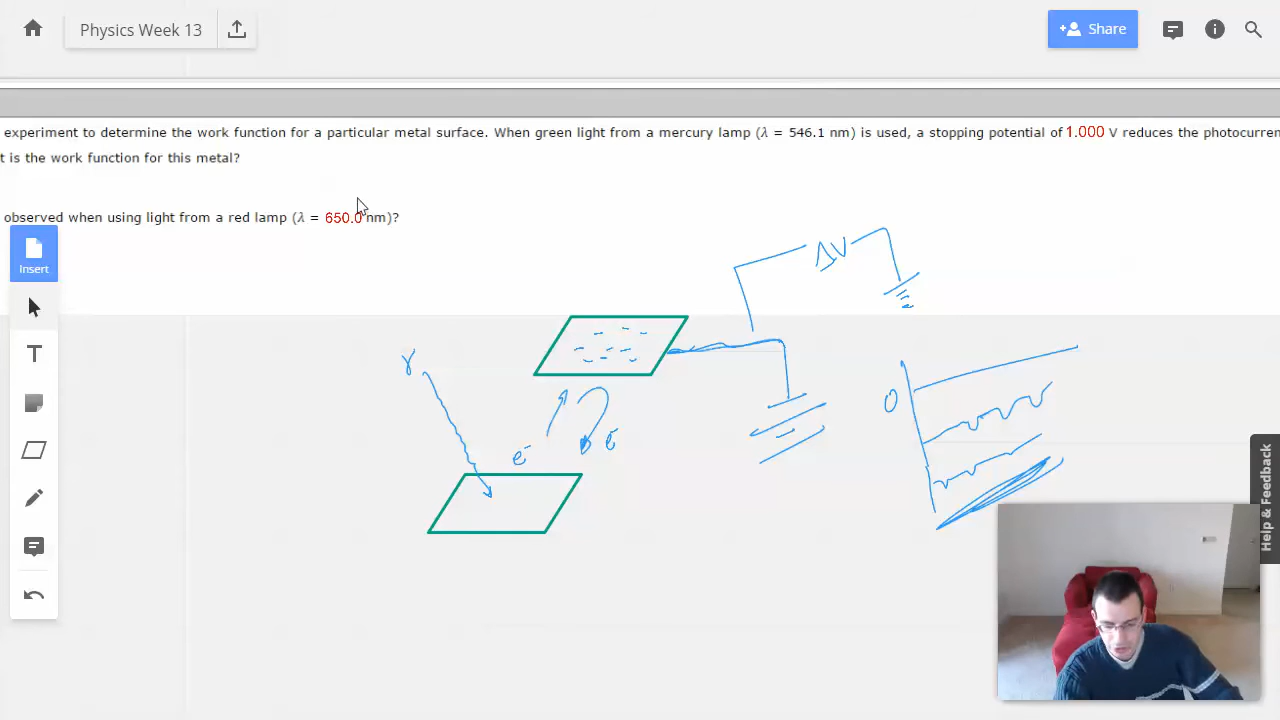 Physics Week 13
Share
experiment to determine the work function for a particular metal surface. When green light from a mercury lamp (λ = 546.1 nm) is used, a stopping potential of 1.000 V reduces the photocurren
t is the work function for this metal?
observed when using light from a red lamp (λ = 650.0 nm)?
Insert
T
ΔV
γ
0
e⁻
e⁻
Help & Feedback